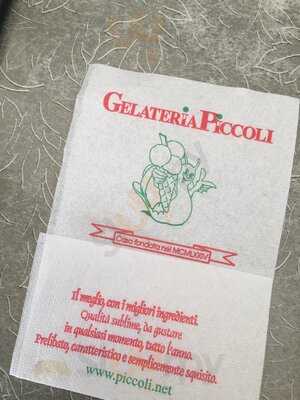 GELATERIA PICCOLI
Casa fondata nel MCMLXXIV
Il meglio, con i migliori ingredienti.
Qualità sublime, da gustare
in qualsiasi momento, tutto l'anno.
Prelibato, caratteristico e semplicemente squisito.
www.piccoli.net